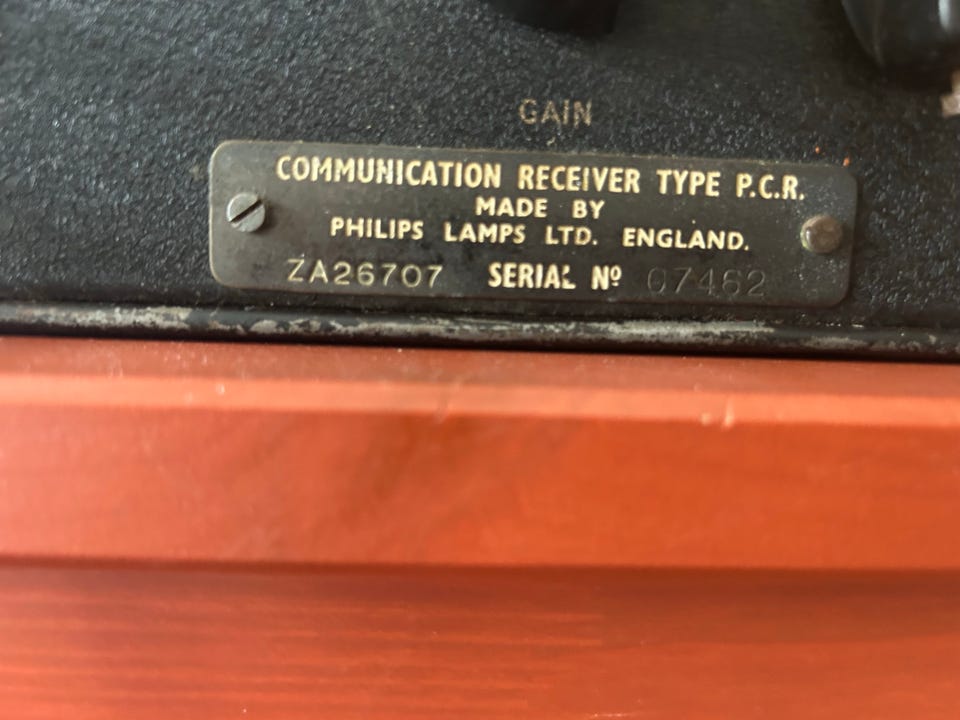 GAIN
COMMUNICATION RECEIVER TYPE P.C.R.
MADE BY
PHILIPS LAMPS LTD. ENGLAND.
ZA26707 SERIAL Nº 07462